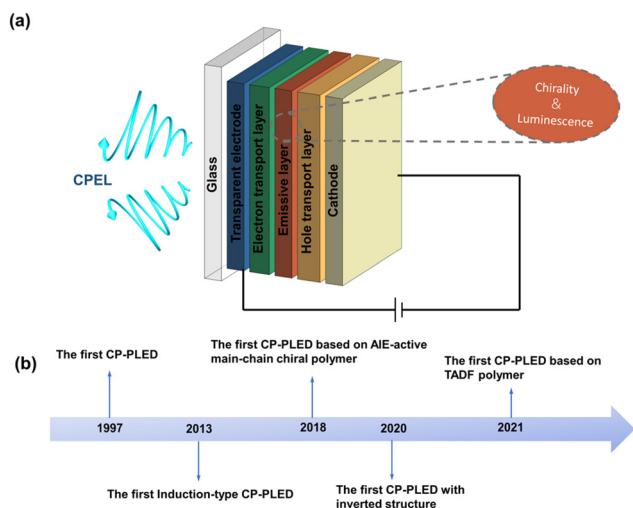 (a)
Chirality
&
Luminescence
CPEL
Glass
Transparent electrode
Electron transport layer
Emissive layer
Hole transport layer
Cathode
(b)
The first CP-PLED
The first CP-PLED based on AIE-active
main-chain chiral polymer
The first CP-PLED based on
TADF polymer
1997
2013
2018
2020
2021
The first Induction-type CP-PLED
The first CP-PLED with
inverted structure